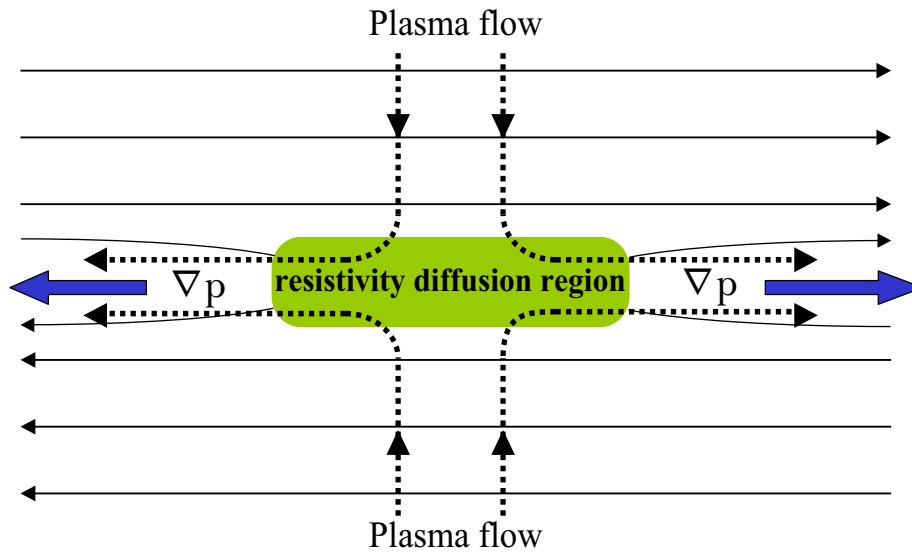 Plasma flow
resistivity diffusion region
∇p
∇p
Plasma flow